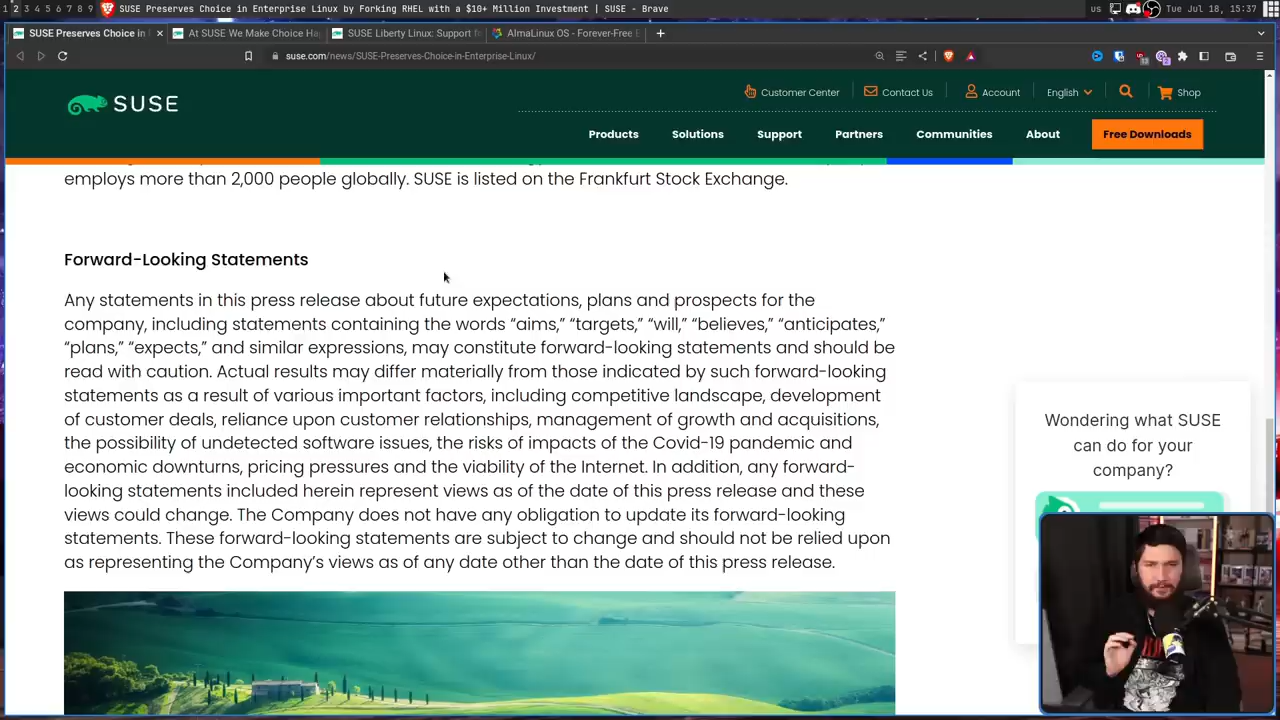 1 2 3 4 5 6 7 8 9 SUSE Preserves Choice in Enterprise Linux by Forking RHEL with a $10+ Million Investment | SUSE - Brave us Tue Jul 18, 15:37
SUSE Preserves Choice in At SUSE We Make Choice Ha SUSE Liberty Linux: Support f AlmaLinux OS - Forever-Free E
suse.com/news/SUSE-Preserves-Choice-in-Enterprise-Linux/
SUSE Customer Center Contact Us Account English Shop
Products Solutions Support Partners Communities About Free Downloads
employs more than 2,000 people globally. SUSE is listed on the Frankfurt Stock Exchange.
Forward-Looking Statements
Any statements in this press release about future expectations, plans and prospects for the
company, including statements containing the words “aims,” “targets,” “will,” “believes,” “anticipates,”
“plans,” “expects,” and similar expressions, may constitute forward-looking statements and should be
read with caution. Actual results may differ materially from those indicated by such forward-looking
statements as a result of various important factors, including competitive landscape, development
of customer deals, reliance upon customer relationships, management of growth and acquisitions,
the possibility of undetected software issues, the risks of impacts of the Covid-19 pandemic and
economic downturns, pricing pressures and the viability of the Internet. In addition, any forward-
looking statements included herein represent views as of the date of this press release and these
views could change. The Company does not have any obligation to update its forward-looking
statements. These forward-looking statements are subject to change and should not be relied upon
as representing the Company’s views as of any date other than the date of this press release.
Wondering what SUSE
can do for your
company?